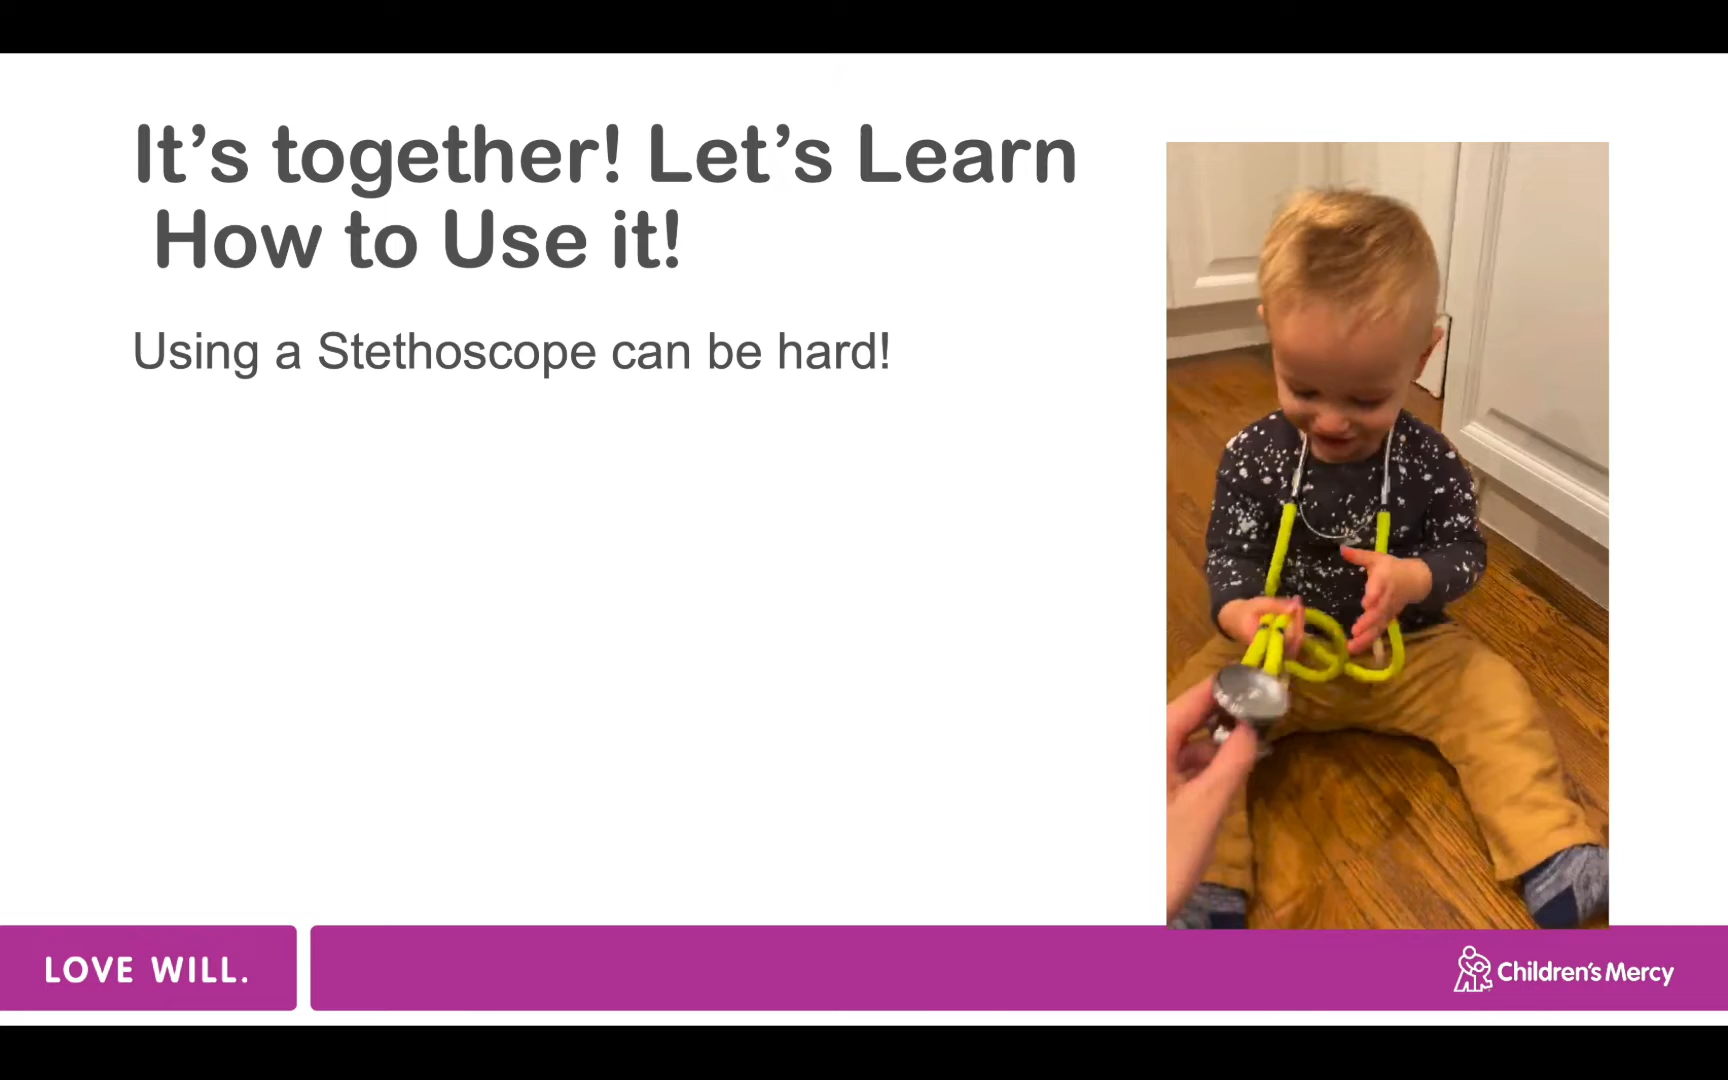 It's together! Let's Learn
How to Use it!
Using a Stethoscope can be hard!
LOVE WILL.
Children's Mercy